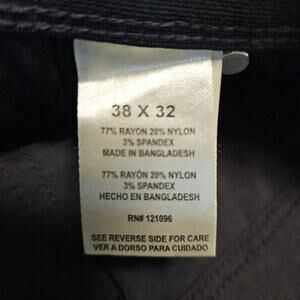 38 X 32
77% RAYON 20% NYLON
3% SPANDEX
MADE IN BANGLADESH
77% RAYÓN 20% NYLON
3% SPANDEX
HECHO EN BANGLADESH
RN# 121096
SEE REVERSE SIDE FOR CARE
VER A DORSO PARA CUIDADO